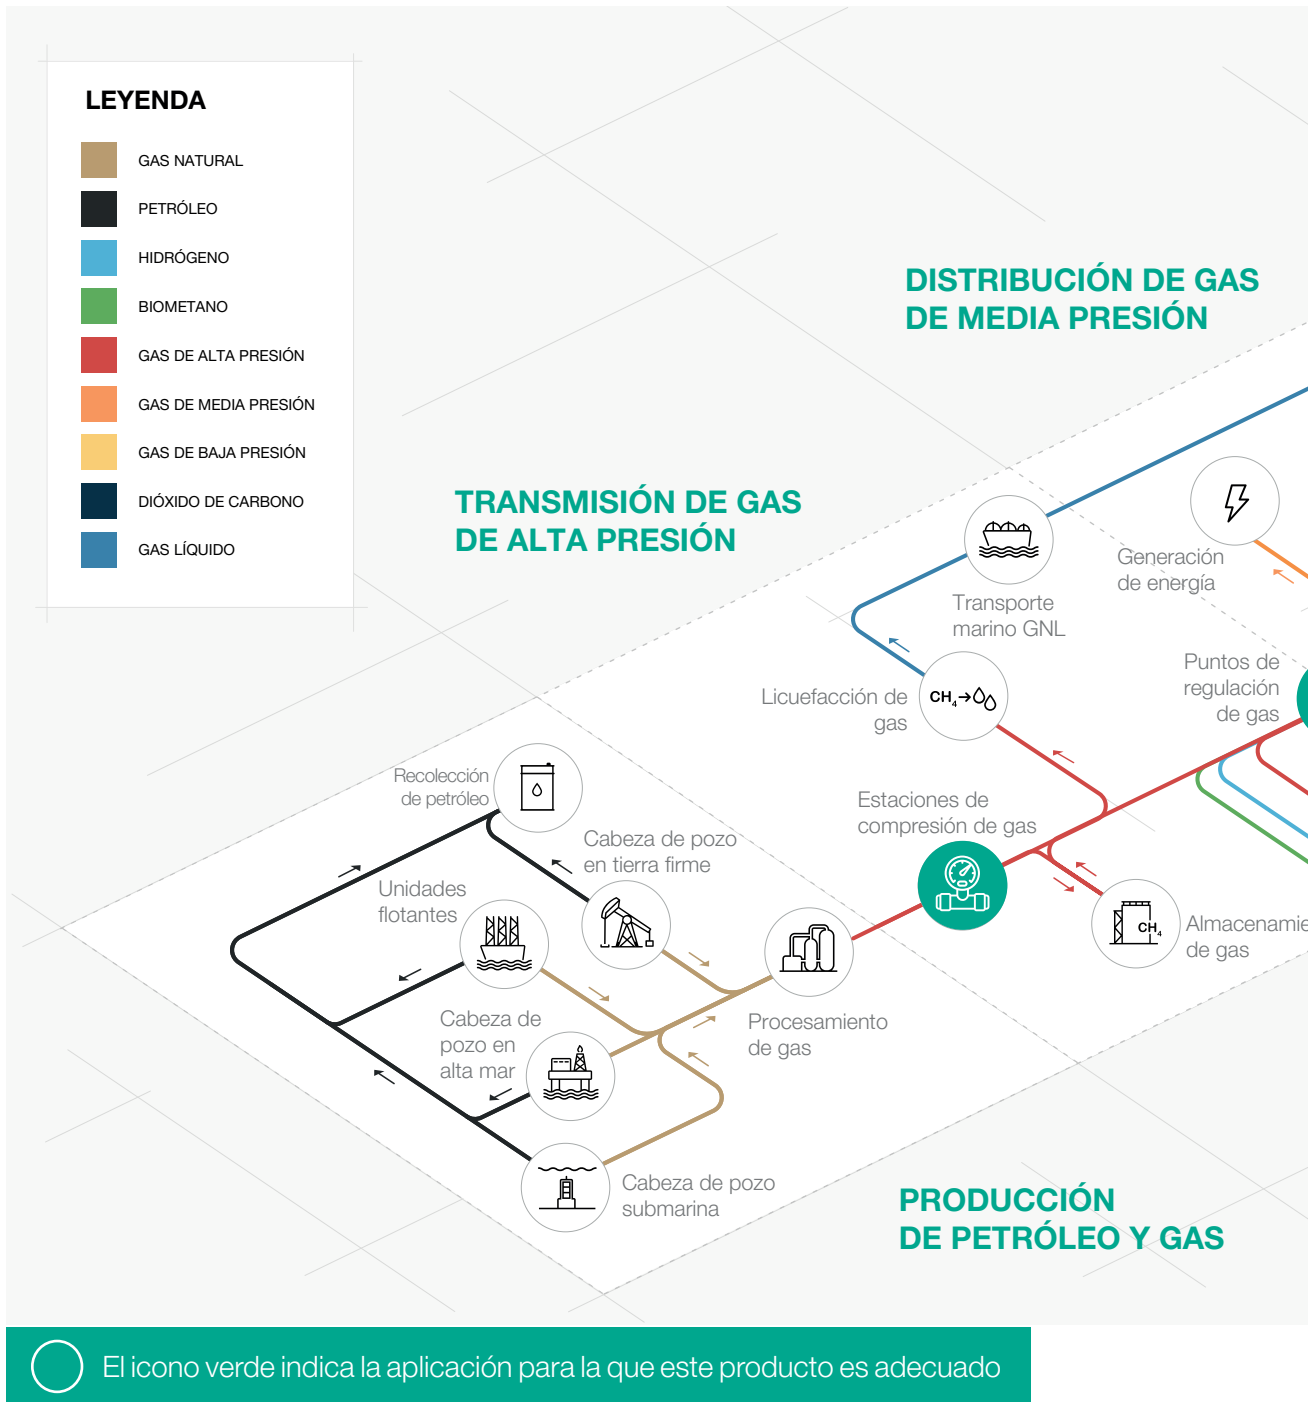 LEYENDA
GAS NATURAL
PETRÓLEO
HIDRÓGENO
BIOMETANO
GAS DE ALTA PRESIÓN
GAS DE MEDIA PRESIÓN
GAS DE BAJA PRESIÓN
DIÓXIDO DE CARBONO
GAS LÍQUIDO
DISTRIBUCIÓN DE GAS
DE MEDIA PRESIÓN
TRANSMISIÓN DE GAS
DE ALTA PRESIÓN
Generación
de energía
Transporte
marino GNL
Puntos de
regulación
de gas
Licuefacción de
gas
CH₄→
Recolección
de petróleo
Estaciones de
compresión de gas
Cabeza de pozo
en tierra firme
Unidades
flotantes
CH₄
Almacenamie
de gas
Procesamiento
de gas
Cabeza de
pozo en
alta mar
Cabeza de pozo
submarina
PRODUCCIÓN
DE PETRÓLEO Y GAS
El icono verde indica la aplicación para la que este producto es adecuado